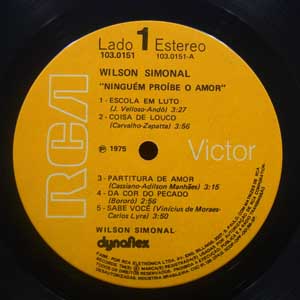 Lado 1 Estereo
103.0151 103.0151-A
WILSON SIMONAL
"NINGUÉM PROÍBE O AMOR"
1 - ESCOLA EM LUTO
(J. Velloso-Andó) 3:27
2 - COISA DE LOUCO
(Carvalho-Zapatta) 3:56
℗ 1975
RCA Victor
3 - PARTITURA DE AMOR
(Cassiano-Adilson Manhães) 3:15
4 - DA COR DO PECADO
(Bororó) 2:36
5 - SABE VOCÊ (Vinícius de Moraes-
Carlos Lyra) 3:50
WILSON SIMONAL
dynaflex